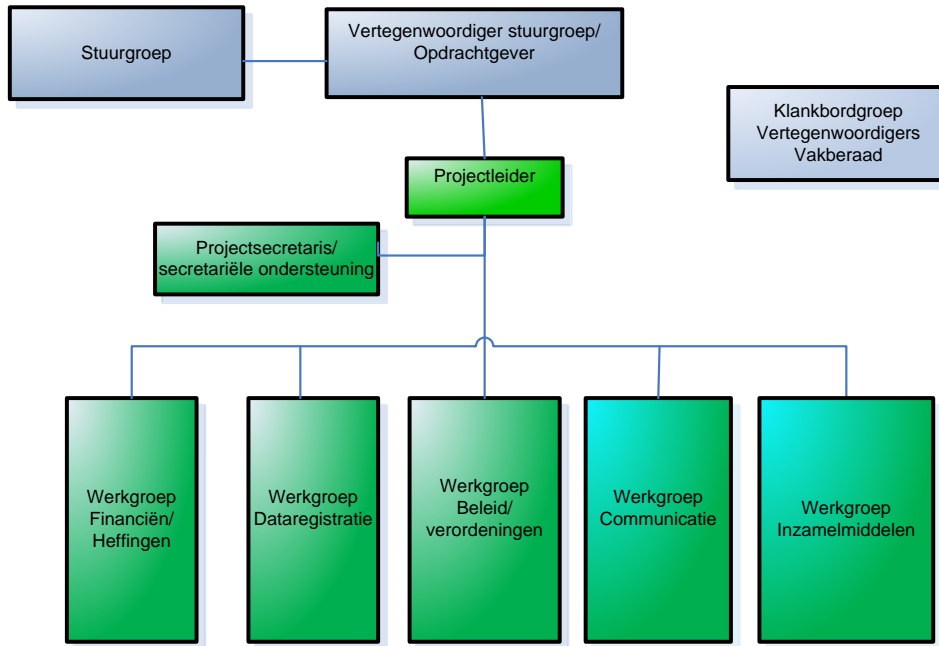 Stuurgroep
Vertegenwoordiger stuurgroep/
Opdrachtgever
Klankbordgroep
Vertegenwoordigers
Vakberaad
Projectleider
Projectsecretaris/
secretariële ondersteuning
Werkgroep
Financiën/
Heffingen
Werkgroep
Dataregistratie
Werkgroep
Beleid/
verordeningen
Werkgroep
Communicatie
Werkgroep
Inzamelmiddelen